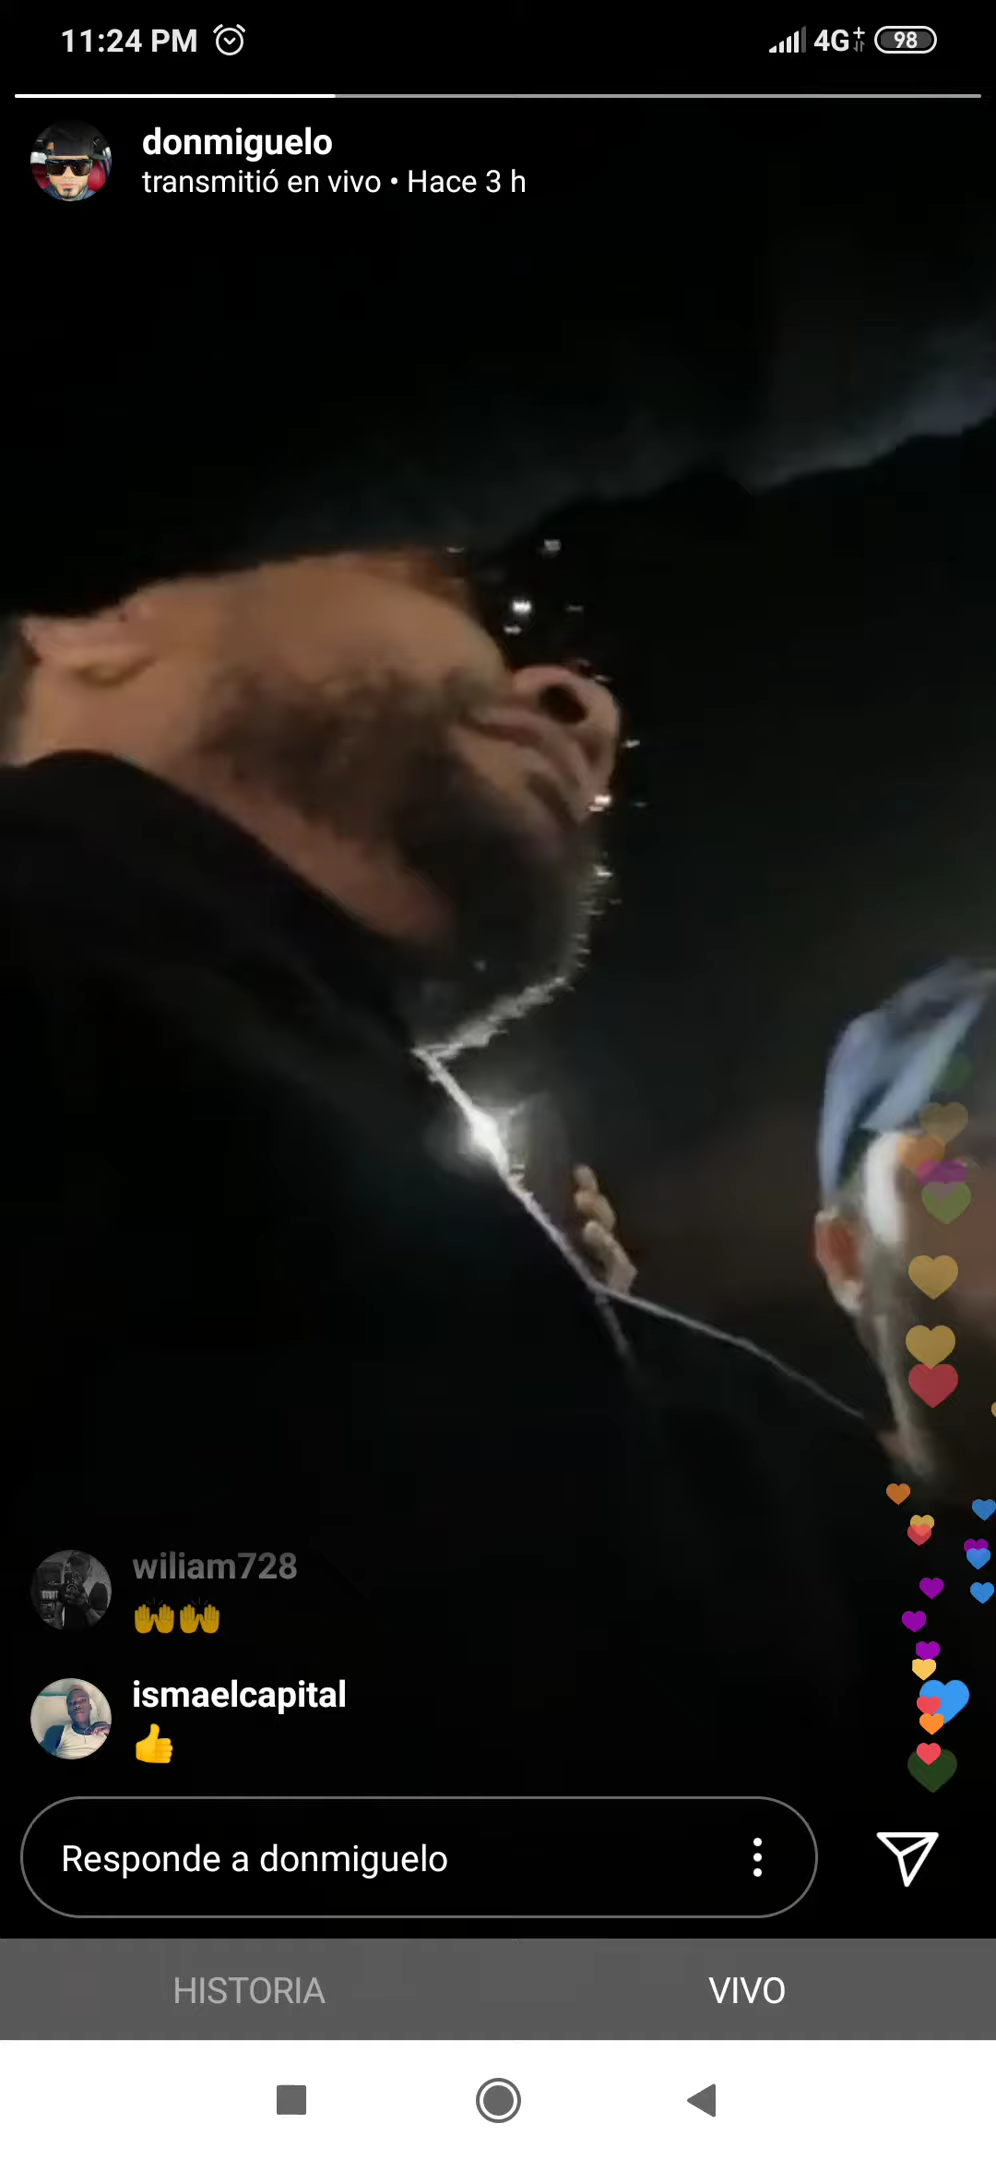 11:24 PM
4G+ 98
donmiguelo
transmitió en vivo • Hace 3 h
wiliam728
🙌🙌
ismaelcapital
👍
Responde a donmiguelo
HISTORIA
VIVO